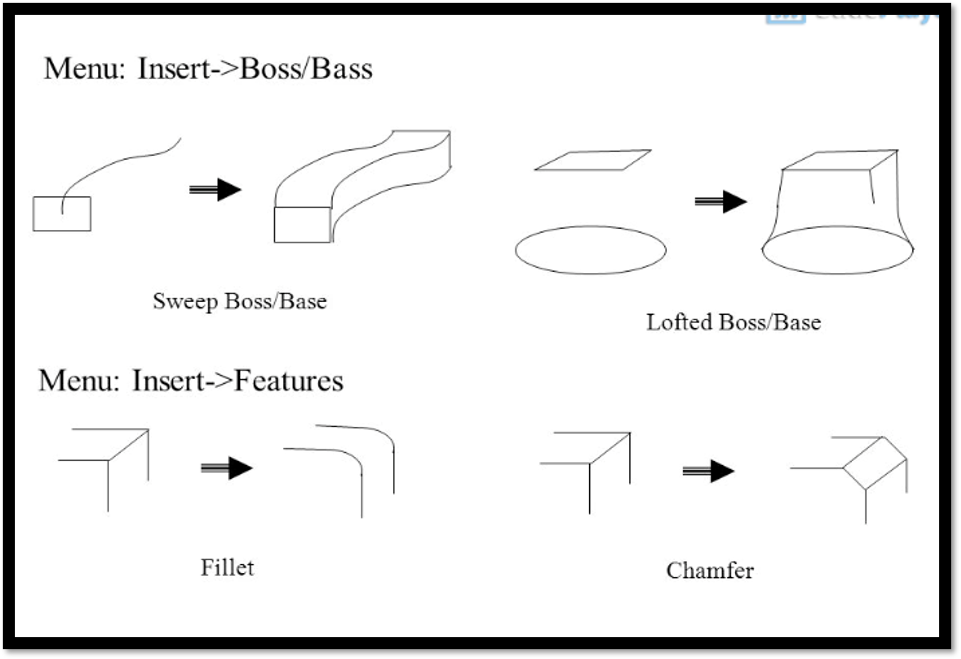 Menu: Insert->Boss/Bass
Sweep Boss/Base
Lofted Boss/Base
Menu: Insert->Features
Fillet
Chamfer